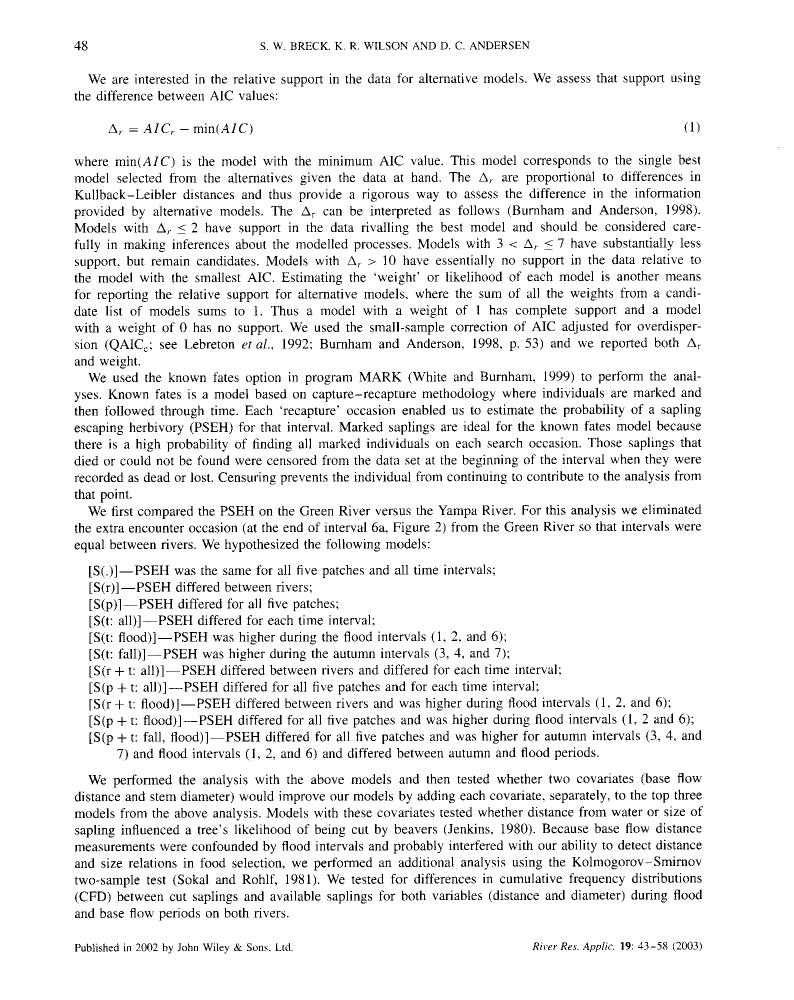 48
S. W. BRECK. K. R. WILSON AND D. C. ANDERSEN
We are interested in the relative support in the data for alternative models. We assess that support using
the difference between AIC values:
Δr = AICr − min(AIC) (1)
where min(AIC) is the model with the minimum AIC value. This model corresponds to the single best
model selected from the alternatives given the data at hand. The Δr are proportional to differences in
Kullback–Leibler distances and thus provide a rigorous way to assess the difference in the information
provided by alternative models. The Δr can be interpreted as follows (Burnham and Anderson, 1998).
Models with Δr ≤ 2 have support in the data rivalling the best model and should be considered care-
fully in making inferences about the modelled processes. Models with 3 < Δr ≤ 7 have substantially less
support, but remain candidates. Models with Δr > 10 have essentially no support in the data relative to
the model with the smallest AIC. Estimating the 'weight' or likelihood of each model is another means
for reporting the relative support for alternative models, where the sum of all the weights from a candi-
date list of models sums to 1. Thus a model with a weight of 1 has complete support and a model
with a weight of 0 has no support. We used the small-sample correction of AIC adjusted for overdisper-
sion (QAICc; see Lebreton et al., 1992; Burnham and Anderson, 1998, p. 53) and we reported both Δr
and weight.
We used the known fates option in program MARK (White and Burnham, 1999) to perform the anal-
yses. Known fates is a model based on capture–recapture methodology where individuals are marked and
then followed through time. Each 'recapture' occasion enabled us to estimate the probability of a sapling
escaping herbivory (PSEH) for that interval. Marked saplings are ideal for the known fates model because
there is a high probability of finding all marked individuals on each search occasion. Those saplings that
died or could not be found were censored from the data set at the beginning of the interval when they were
recorded as dead or lost. Censuring prevents the individual from continuing to contribute to the analysis from
that point.
We first compared the PSEH on the Green River versus the Yampa River. For this analysis we eliminated
the extra encounter occasion (at the end of interval 6a, Figure 2) from the Green River so that intervals were
equal between rivers. We hypothesized the following models:
[S(.)]—PSEH was the same for all five patches and all time intervals;
[S(r)]—PSEH differed between rivers;
[S(p)]—PSEH differed for all five patches;
[S(t: all)]—PSEH differed for each time interval;
[S(t: flood)]—PSEH was higher during the flood intervals (1, 2, and 6);
[S(t: fall)]—PSEH was higher during the autumn intervals (3, 4, and 7);
[S(r + t: all)]—PSEH differed between rivers and differed for each time interval;
[S(p + t: all)]—PSEH differed for all five patches and for each time interval;
[S(r + t: flood)]—PSEH differed between rivers and was higher during flood intervals (1, 2. and 6);
[S(p + t: flood)]—PSEH differed for all five patches and was higher during flood intervals (1, 2 and 6);
[S(p + t: fall, flood)]—PSEH differed for all five patches and was higher for autumn intervals (3, 4, and
7) and flood intervals (1, 2, and 6) and differed between autumn and flood periods.
We performed the analysis with the above models and then tested whether two covariates (base flow
distance and stem diameter) would improve our models by adding each covariate, separately, to the top three
models from the above analysis. Models with these covariates tested whether distance from water or size of
sapling influenced a tree's likelihood of being cut by beavers (Jenkins, 1980). Because base flow distance
measurements were confounded by flood intervals and probably interfered with our ability to detect distance
and size relations in food selection, we performed an additional analysis using the Kolmogorov–Smirnov
two-sample test (Sokal and Rohlf, 1981). We tested for differences in cumulative frequency distributions
(CFD) between cut saplings and available saplings for both variables (distance and diameter) during flood
and base flow periods on both rivers.
Published in 2002 by John Wiley & Sons, Ltd.
River Res. Applic. 19: 43–58 (2003)